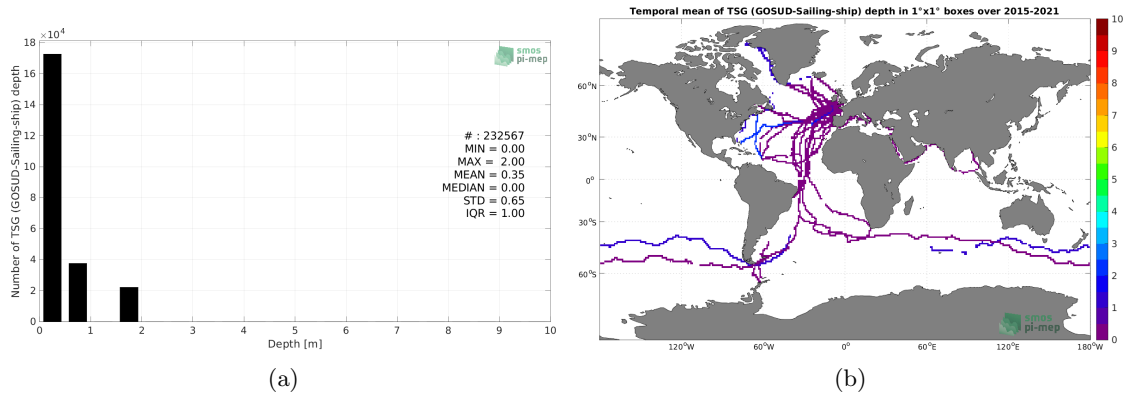 ×10⁴
18
16
14
12
10
8
6
4
2
0
Number of TSG (GOSUD-Sailing-ship) depth
smos
pi-mep
# : 232567
MIN = 0.00
MAX = 2.00
MEAN = 0.35
MEDIAN = 0.00
STD = 0.65
IQR = 1.00
0 1 2 3 4 5 6 7 8 9 10
Depth [m]
(a)
Temporal mean of TSG (GOSUD-Sailing-ship) depth in 1°x1° boxes over 2015-2021
60°N
30°N
0°
30°S
60°S
120°W 60°W 0° 60°E 120°E 180°W
smos
pi-mep
10
9
8
7
6
5
4
3
2
1
0
(b)